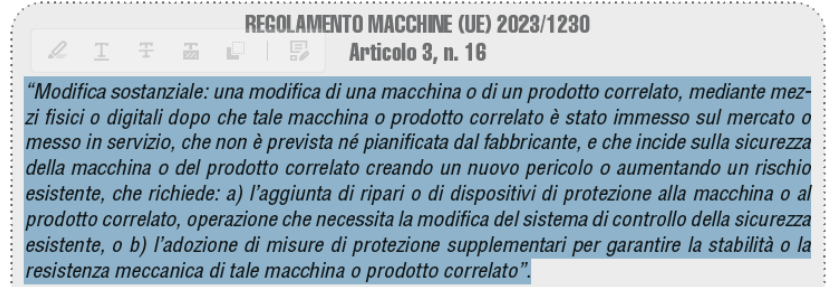 REGOLAMENTO MACCHINE (UE) 2023/1230
Articolo 3, n. 16
“Modifica sostanziale: una modifica di una macchina o di un prodotto correlato, mediante mez-
zi fisici o digitali dopo che tale macchina o prodotto correlato è stato immesso sul mercato o
messo in servizio, che non è prevista né pianificata dal fabbricante, e che incide sulla sicurezza
della macchina o del prodotto correlato creando un nuovo pericolo o aumentando un rischio
esistente, che richiede: a) l’aggiunta di ripari o di dispositivi di protezione alla macchina o al
prodotto correlato, operazione che necessita la modifica del sistema di controllo della sicurezza
esistente, o b) l’adozione di misure di protezione supplementari per garantire la stabilità o la
resistenza meccanica di tale macchina o prodotto correlato”.